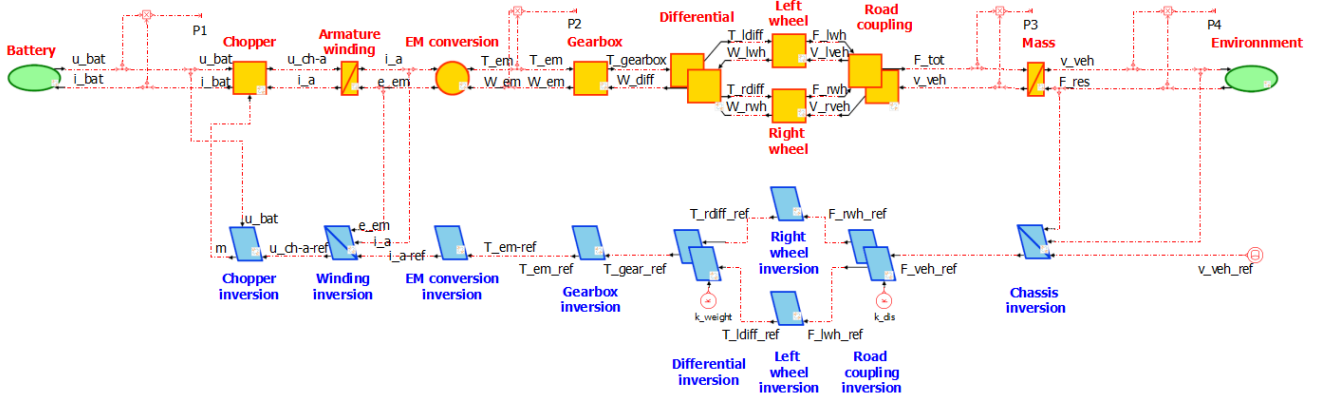 Battery
u_bat
i_bat
P1
Chopper
u_bat
i_bat
u_ch-a
i_a
Armature
winding
i_a
e_em
EM conversion
T_em
W_em
P2
T_em
W_em
Gearbox
T_gearbox
W_diff
Differential
T_ldiff
W_lwh
T_rdiff
W_rwh
Left
wheel
Right
wheel
F_lwh
V_lveh
F_rwh
V_rveh
Road
coupling
F_tot
v_veh
P3
Mass
v_veh
F_res
P4
Environnment
u_bat
m
Chopper
inversion
u_ch-a-ref
e_em
i_a
i_a-ref
Winding
inversion
EM conversion
inversion
T_em-ref
T_em_ref
Gearbox
inversion
T_gear_ref
k_weight
Differential
inversion
T_rdiff_ref
T_ldiff_ref
Right
wheel
inversion
Left
wheel
inversion
F_rwh_ref
F_lwh_ref
k_dis
Road
coupling
inversion
F_veh_ref
Chassis
inversion
v_veh_ref